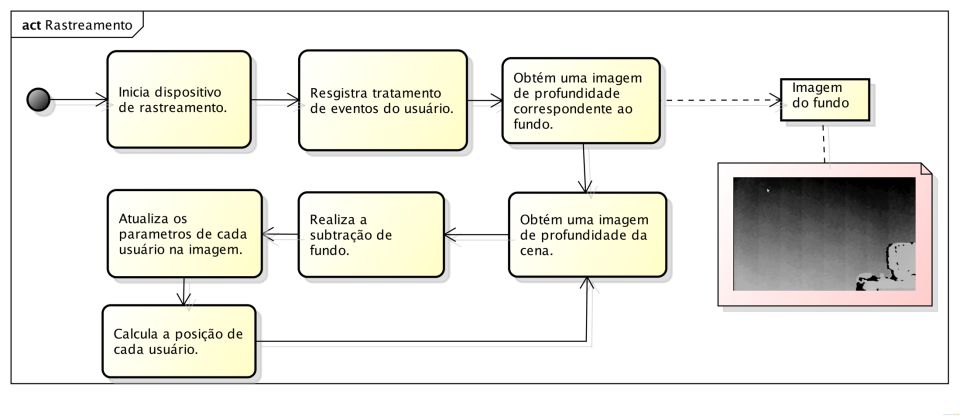 act Rastreamento
Inicia dispositivo
de rastreamento.
Resgistra tratamento
de eventos do usuário.
Obtém uma imagem
de profundidade
correspondente ao
fundo.
Imagem
do fundo
Atualiza os
parametros de cada
usuário na imagem.
Realiza a
subtração de
fundo.
Obtém uma imagem
de profundidade da
cena.
Calcula a posição de
cada usuário.